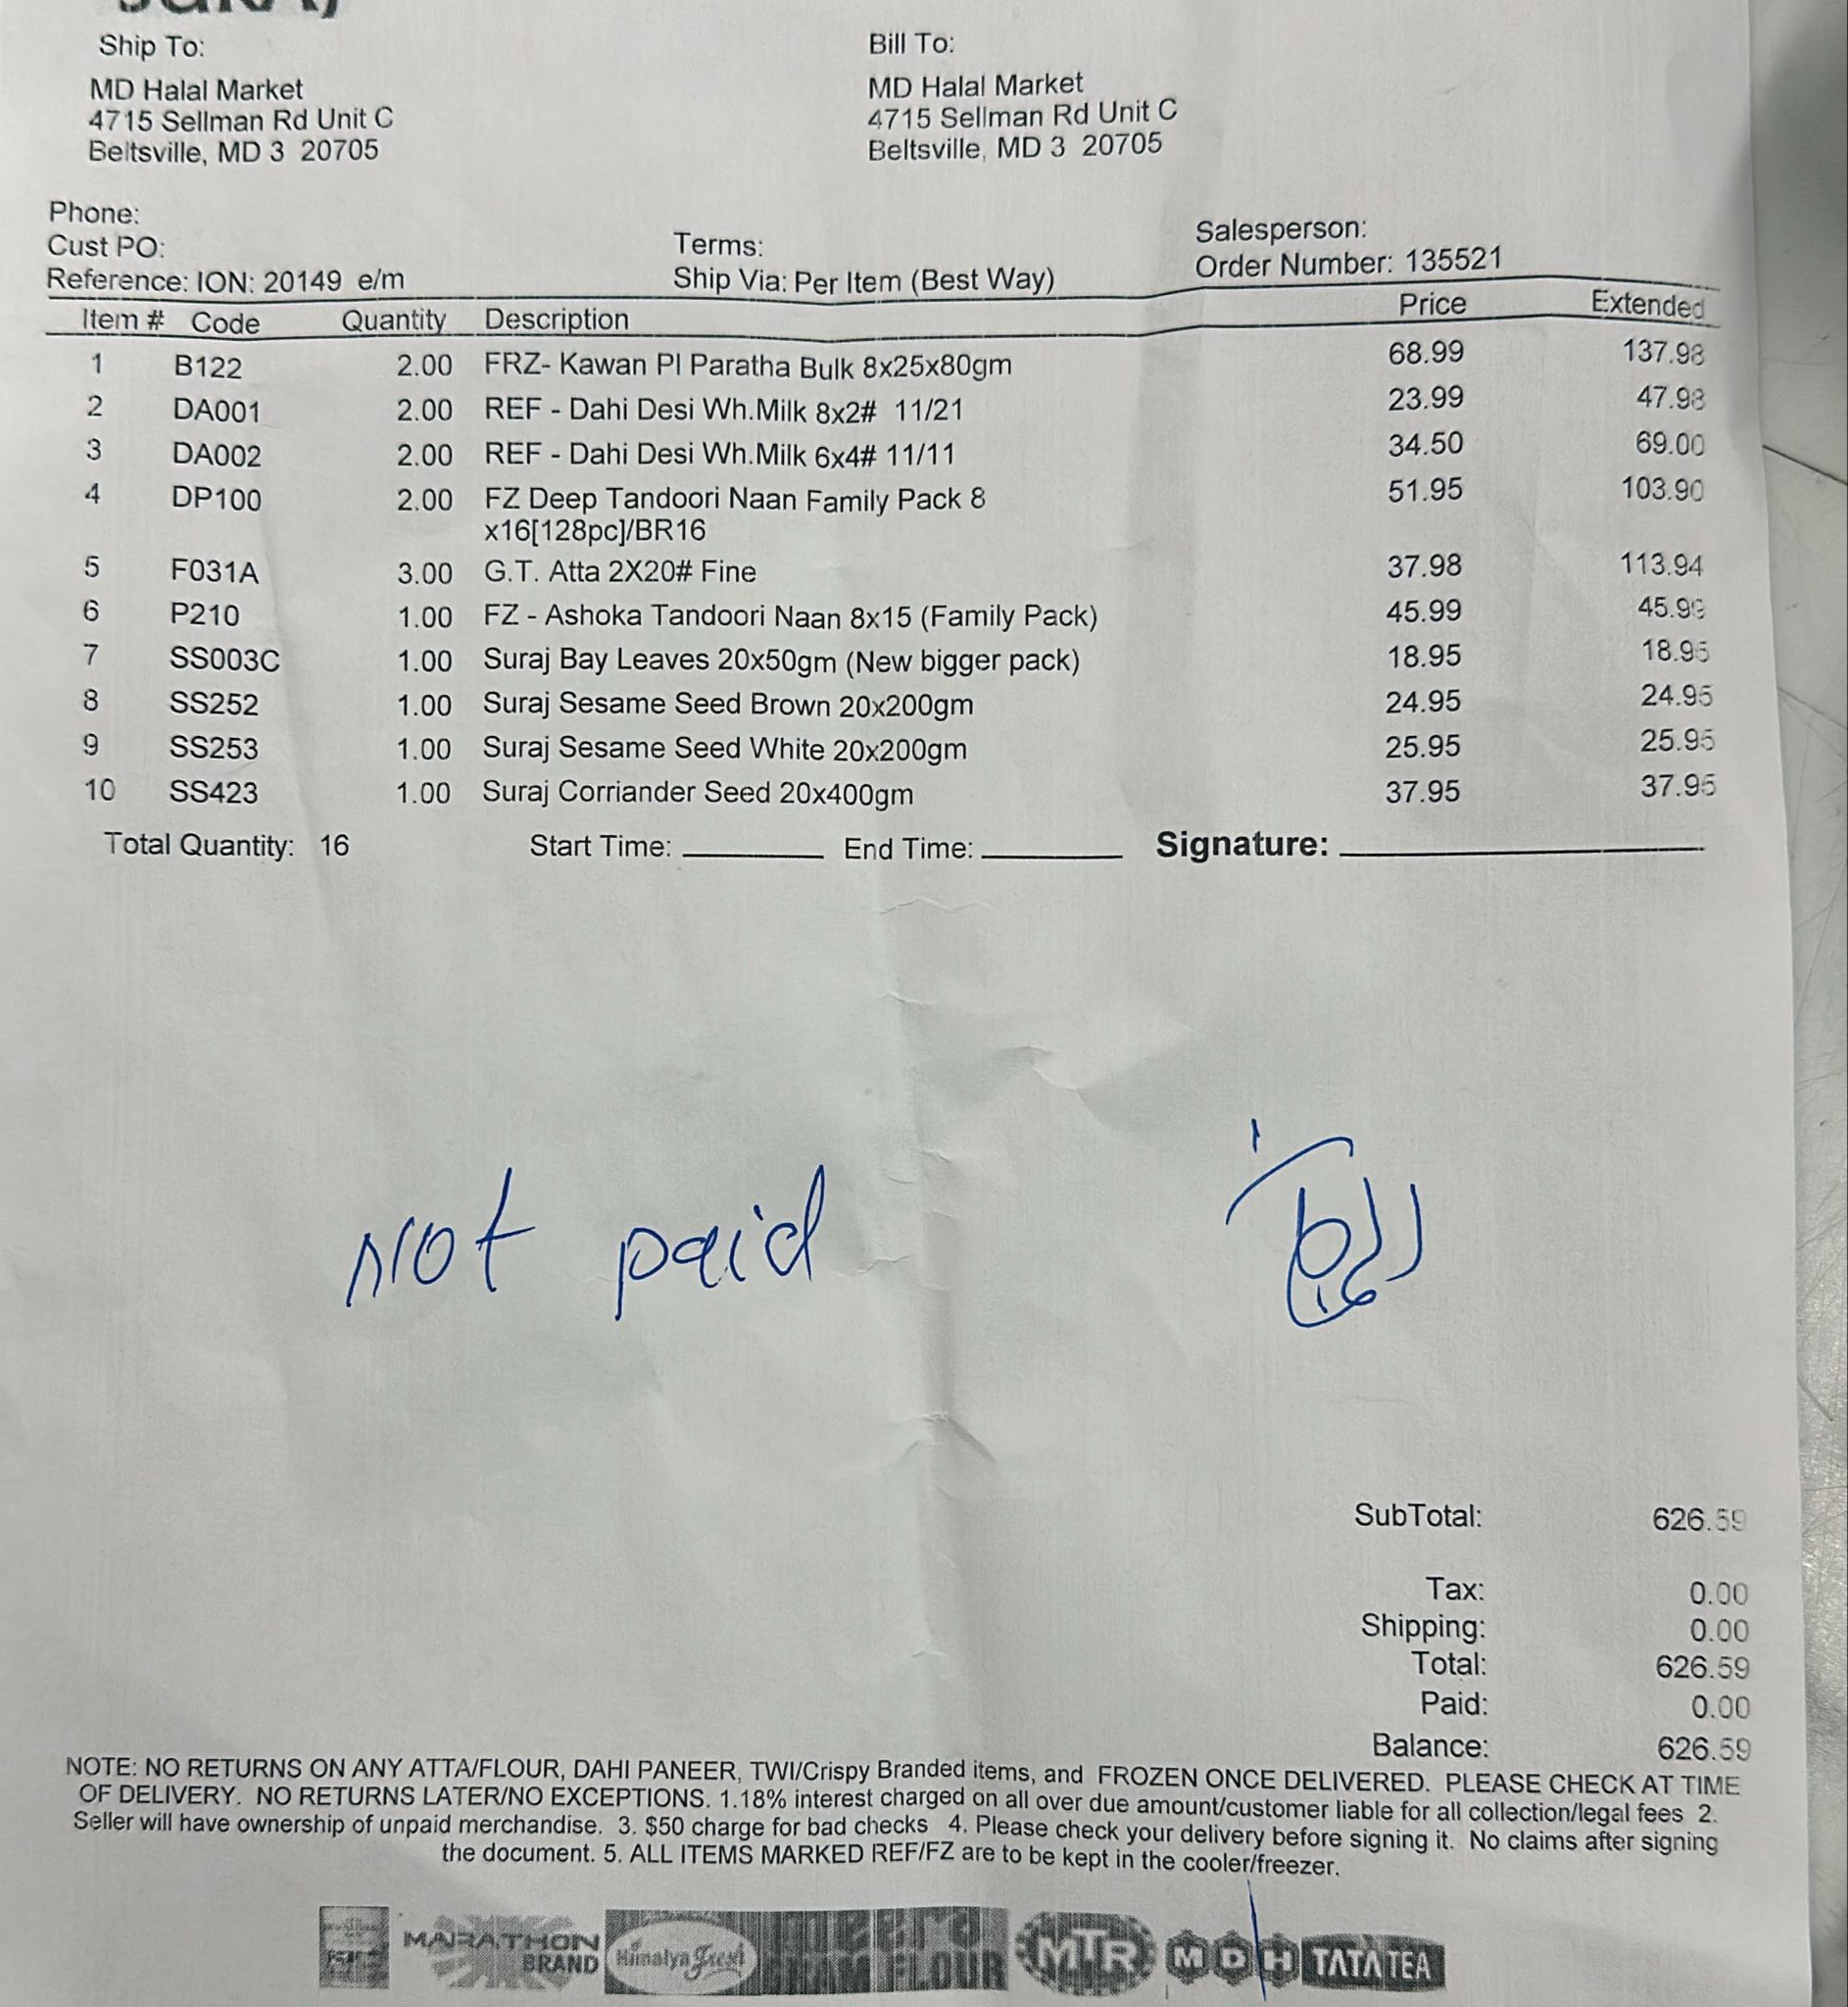 Ship To:
MD Halal Market
4715 Sellman Rd Unit C
Beltsville, MD 3 20705
Bill To:
MD Halal Market
4715 Sellman Rd Unit C
Beltsville, MD 3 20705
Phone:
Cust PO:
Reference: ION: 20149 e/m
Terms:
Ship Via: Per Item (Best Way)
Salesperson:
Order Number: 135521
Item # Code Quantity Description Price Extended
1 B122 2.00 FRZ- Kawan Pl Paratha Bulk 8x25x80gm 68.99 137.98
2 DA001 2.00 REF - Dahi Desi Wh.Milk 8x2# 11/21 23.99 47.98
3 DA002 2.00 REF - Dahi Desi Wh.Milk 6x4# 11/11 34.50 69.00
4 DP100 2.00 FZ Deep Tandoori Naan Family Pack 8 51.95 103.90
x16[128pc]/BR16
5 F031A 3.00 G.T. Atta 2X20# Fine 37.98 113.94
6 P210 1.00 FZ - Ashoka Tandoori Naan 8x15 (Family Pack) 45.99 45.99
7 SS003C 1.00 Suraj Bay Leaves 20x50gm (New bigger pack) 18.95 18.95
8 SS252 1.00 Suraj Sesame Seed Brown 20x200gm 24.95 24.95
9 SS253 1.00 Suraj Sesame Seed White 20x200gm 25.95 25.95
10 SS423 1.00 Suraj Corriander Seed 20x400gm 37.95 37.95
Total Quantity: 16 Start Time: End Time: Signature:
Not paid
SubTotal: 626.59
Tax: 0.00
Shipping: 0.00
Total: 626.59
Paid: 0.00
Balance: 626.59
NOTE: NO RETURNS ON ANY ATTA/FLOUR, DAHI PANEER, TWI/Crispy Branded items, and FROZEN ONCE DELIVERED. PLEASE CHECK AT TIME
OF DELIVERY. NO RETURNS LATER/NO EXCEPTIONS. 1.18% interest charged on all over due amount/customer liable for all collection/legal fees 2.
Seller will have ownership of unpaid merchandise. 3. $50 charge for bad checks 4. Please check your delivery before signing it. No claims after signing
the document. 5. ALL ITEMS MARKED REF/FZ are to be kept in the cooler/freezer.
MARATHON
BRAND
Himalya Fresh
FLOUR
MTR
MDH
TATA TEA